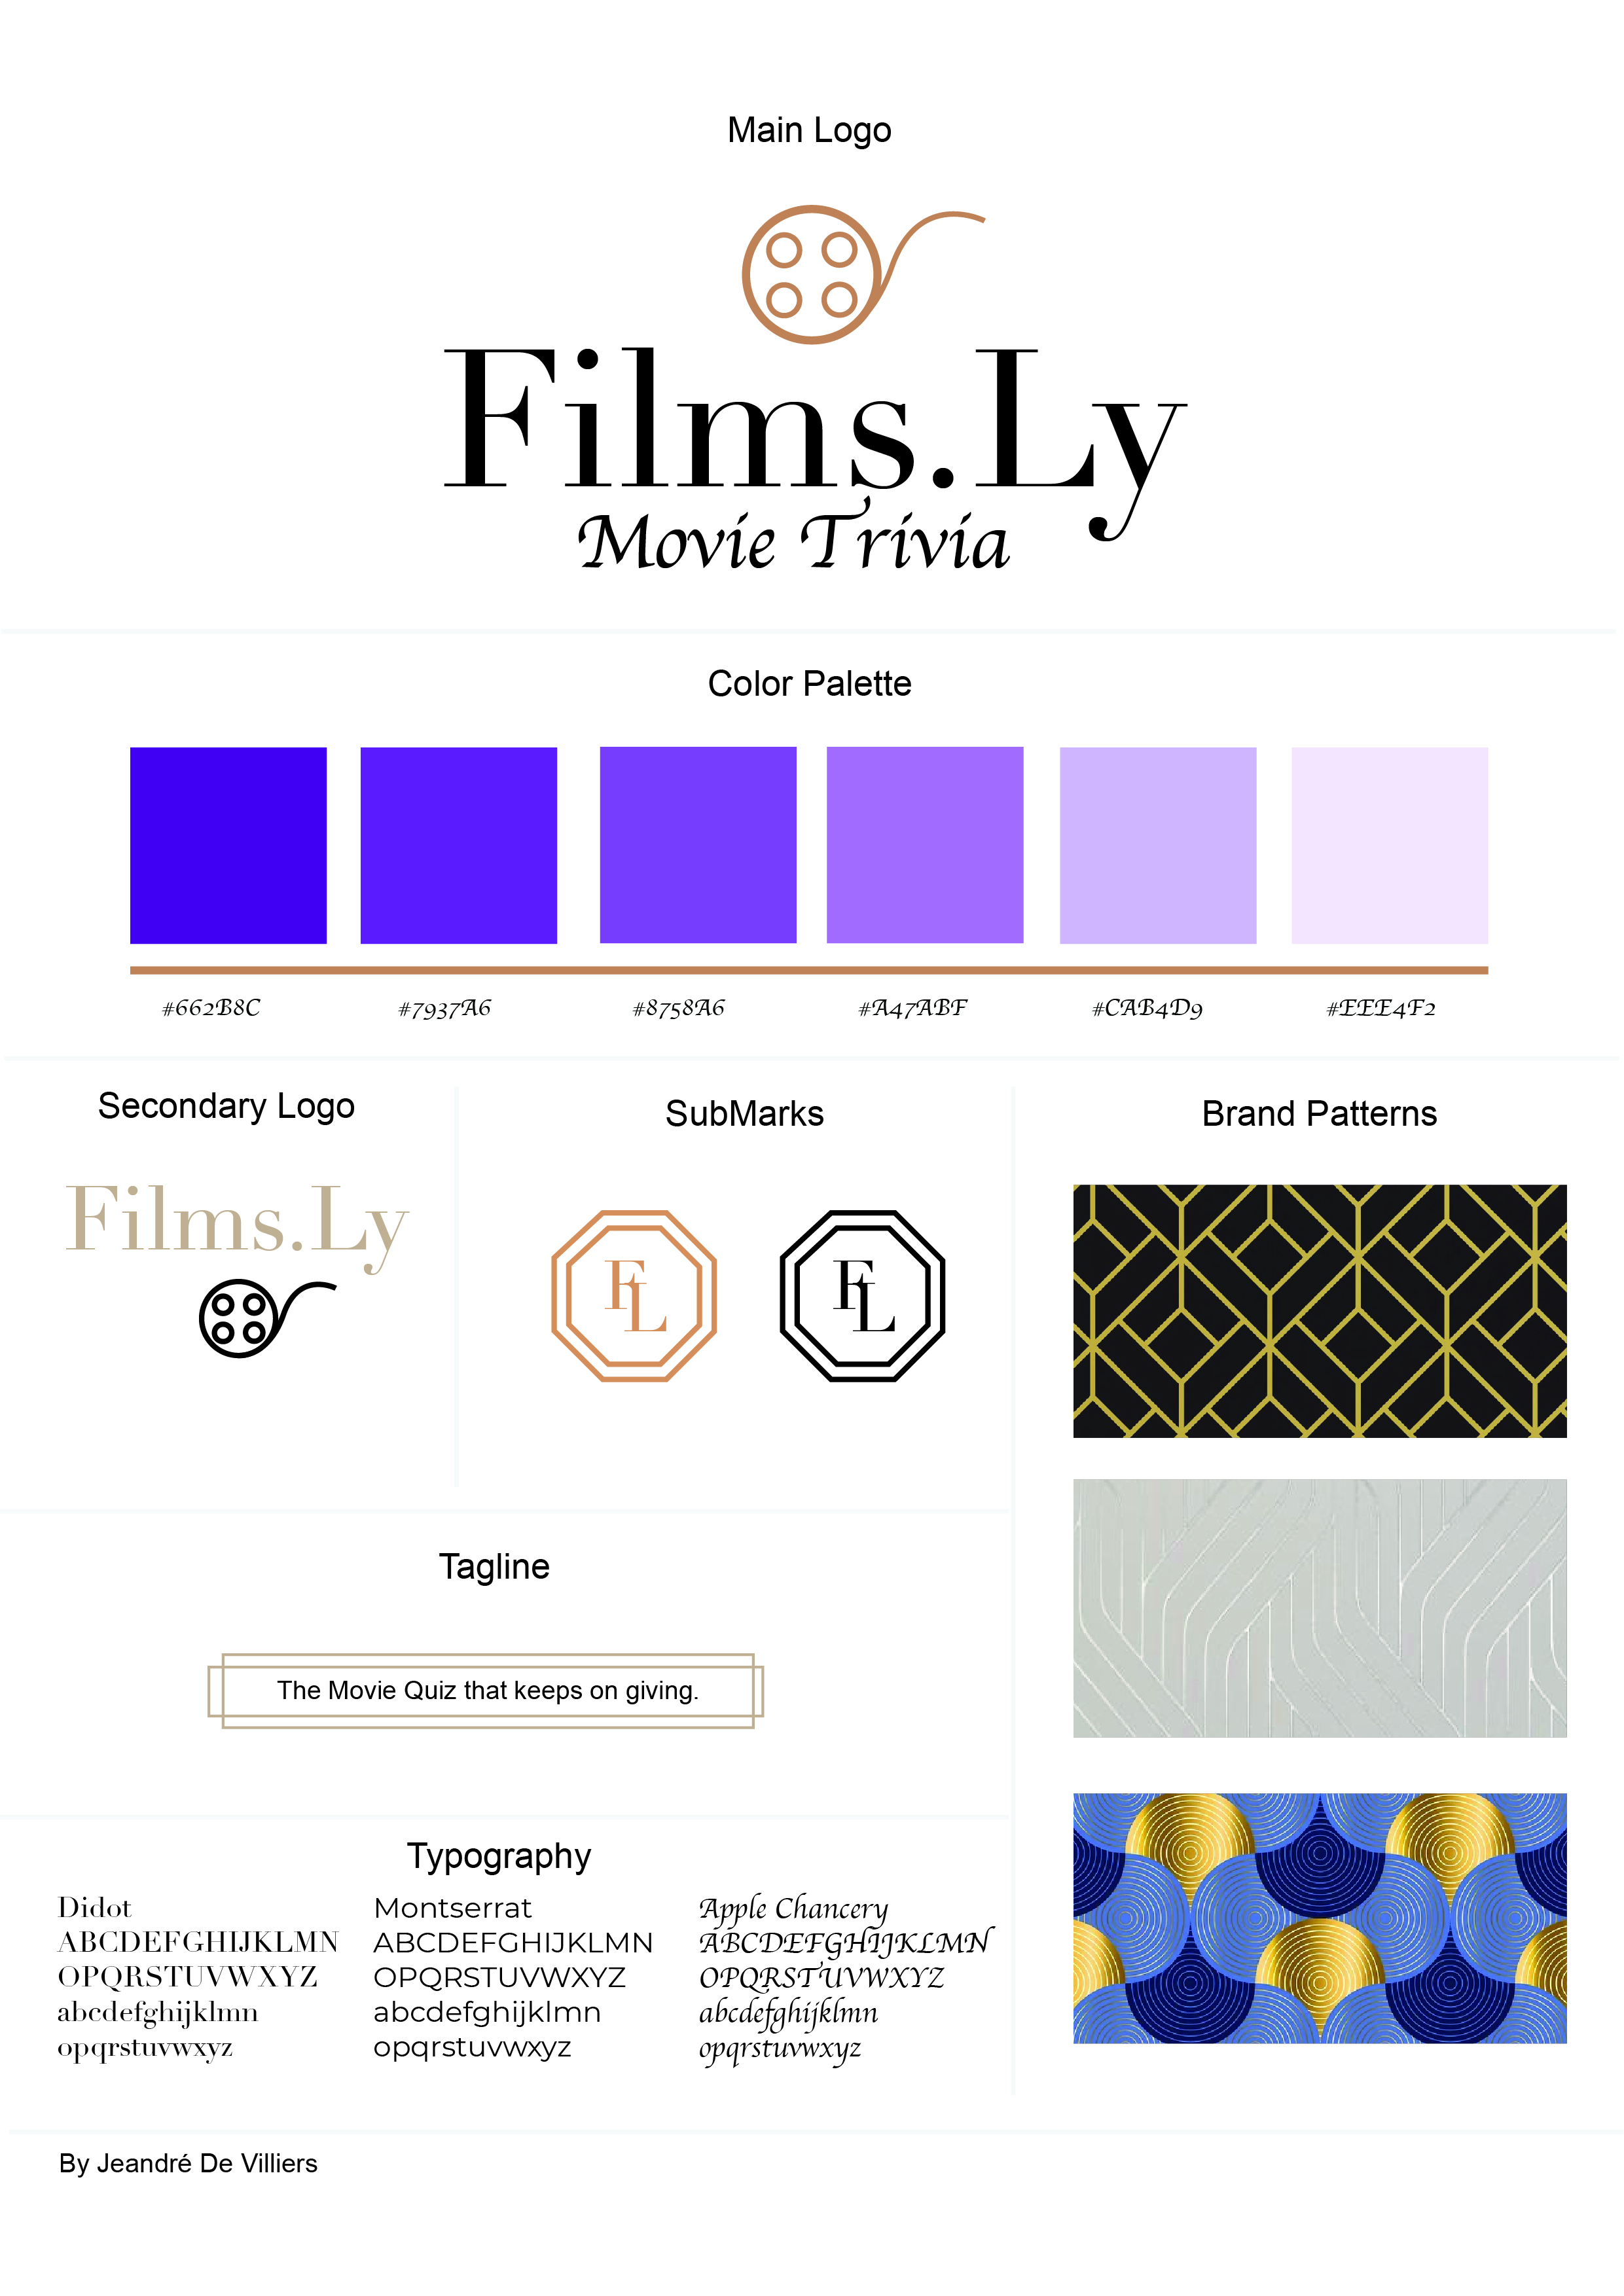 Main Logo
Films.Ly
Movie Trivia
Color Palette
#662B8C
#7937A6
#8758A6
#A47ABF
#CAB4D9
#EEE4F2
Secondary Logo
Films.Ly
SubMarks
FL
FL
Brand Patterns
Tagline
The Movie Quiz that keeps on giving.
Typography
Didot
ABCDEFGHIJKLMN
OPQRSTUVWXYZ
abcdefghijklmn
opqrstuvwxyz
Montserrat
ABCDEFGHIJKLMN
OPQRSTUVWXYZ
abcdefghijklmn
opqrstuvwxyz
Apple Chancery
ABCDEFGHIJKLMN
OPQRSTUVWXYZ
abcdefghijklmn
opqrstuvwxyz
By Jeandré De Villiers